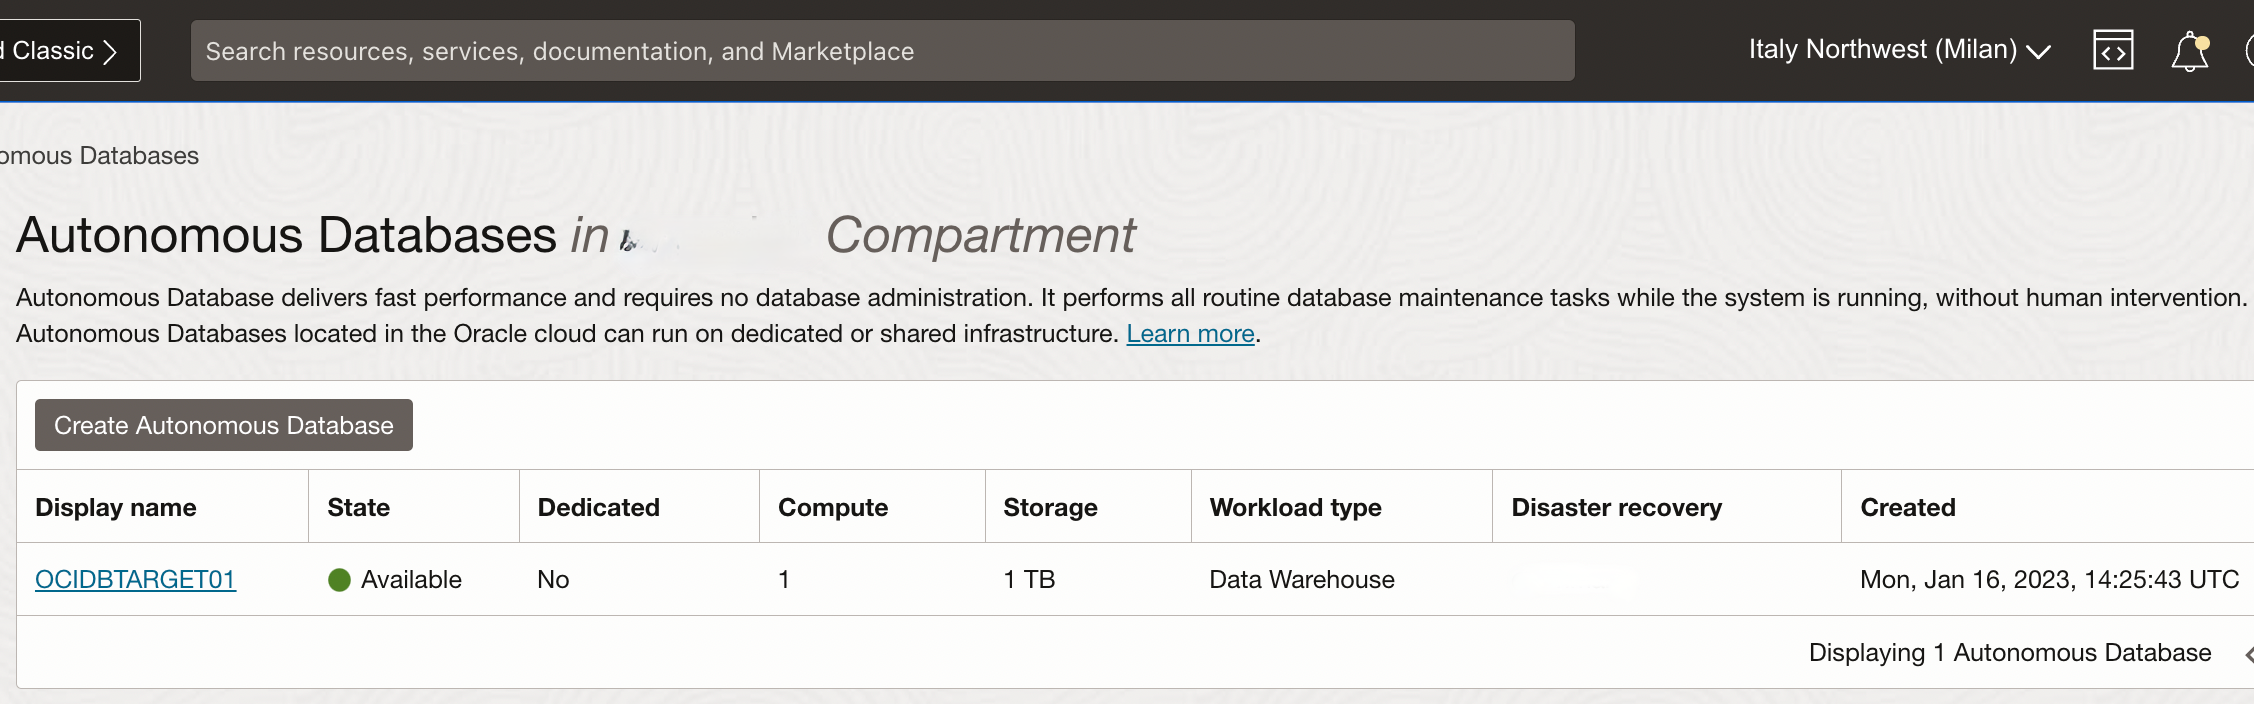 d Classic
Search resources, services, documentation, and Marketplace
Italy Northwest (Milan)
omous Databases
Autonomous Databases in Compartment
Autonomous Database delivers fast performance and requires no database administration. It performs all routine database maintenance tasks while the system is running, without human intervention.
Autonomous Databases located in the Oracle cloud can run on dedicated or shared infrastructure. Learn more.
Create Autonomous Database
Display name State Dedicated Compute Storage Workload type Disaster recovery Created
OCIDBTARGET01 Available No 1 1 TB Data Warehouse Mon, Jan 16, 2023, 14:25:43 UTC
Displaying 1 Autonomous Database